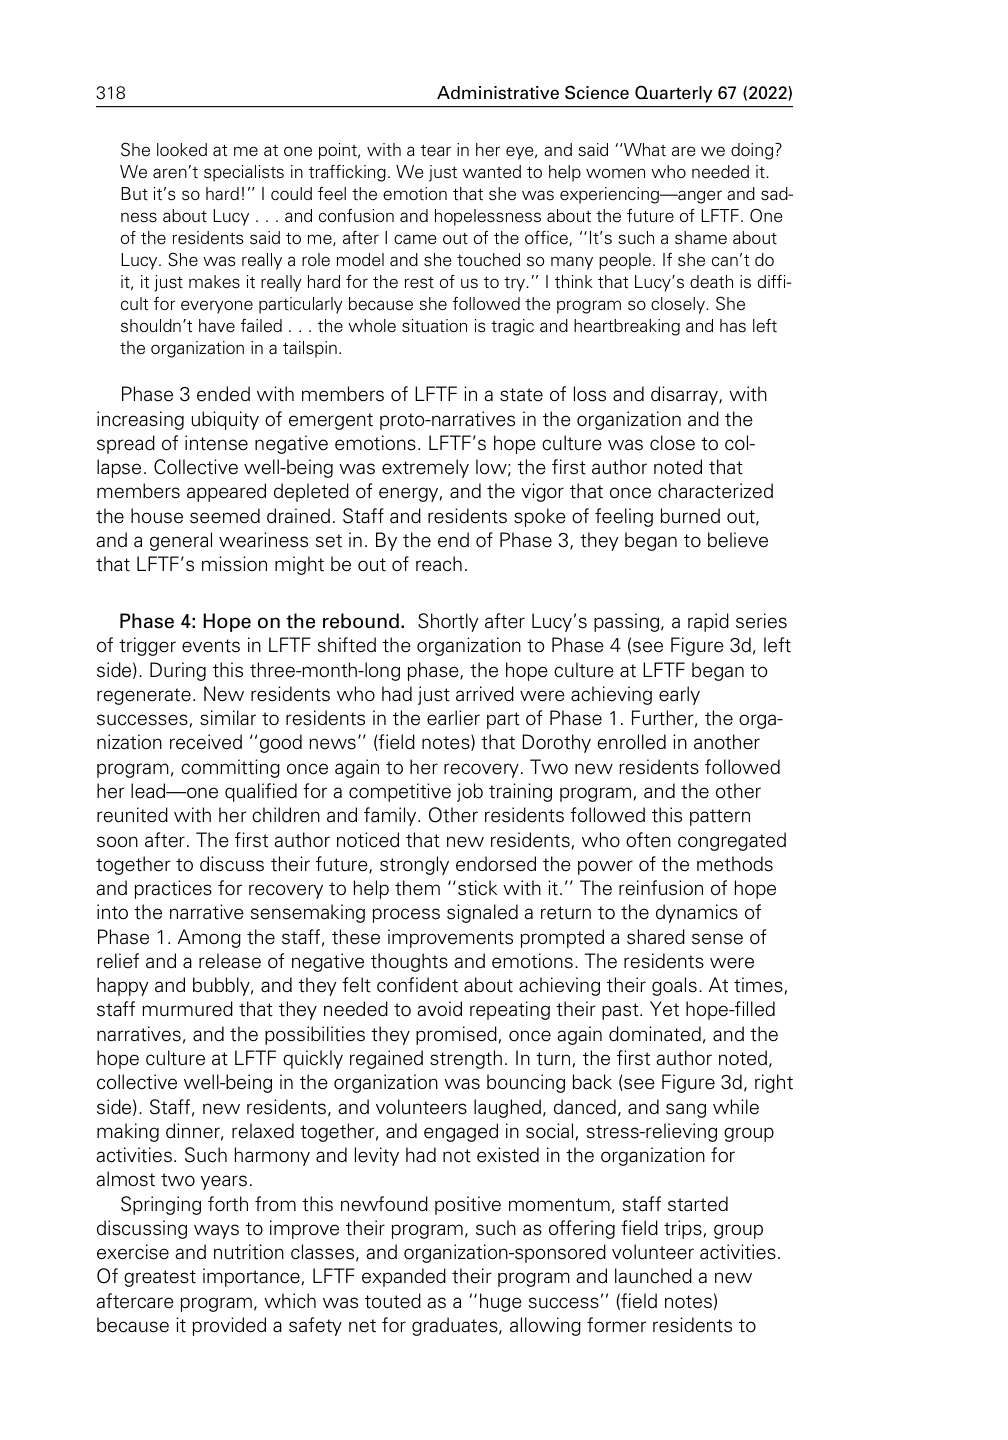 318
Administrative Science Quarterly 67 (2022)
She looked at me at one point, with a tear in her eye, and said ''What are we doing?
We aren't specialists in trafficking. We just wanted to help women who needed it.
But it's so hard!'' I could feel the emotion that she was experiencing—anger and sad-
ness about Lucy . . . and confusion and hopelessness about the future of LFTF. One
of the residents said to me, after I came out of the office, ''It's such a shame about
Lucy. She was really a role model and she touched so many people. If she can't do
it, it just makes it really hard for the rest of us to try.'' I think that Lucy's death is diffi-
cult for everyone particularly because she followed the program so closely. She
shouldn't have failed . . . the whole situation is tragic and heartbreaking and has left
the organization in a tailspin.
Phase 3 ended with members of LFTF in a state of loss and disarray, with
increasing ubiquity of emergent proto-narratives in the organization and the
spread of intense negative emotions. LFTF's hope culture was close to col-
lapse. Collective well-being was extremely low; the first author noted that
members appeared depleted of energy, and the vigor that once characterized
the house seemed drained. Staff and residents spoke of feeling burned out,
and a general weariness set in. By the end of Phase 3, they began to believe
that LFTF's mission might be out of reach.
Phase 4: Hope on the rebound. Shortly after Lucy's passing, a rapid series
of trigger events in LFTF shifted the organization to Phase 4 (see Figure 3d, left
side). During this three-month-long phase, the hope culture at LFTF began to
regenerate. New residents who had just arrived were achieving early
successes, similar to residents in the earlier part of Phase 1. Further, the orga-
nization received ''good news'' (field notes) that Dorothy enrolled in another
program, committing once again to her recovery. Two new residents followed
her lead—one qualified for a competitive job training program, and the other
reunited with her children and family. Other residents followed this pattern
soon after. The first author noticed that new residents, who often congregated
together to discuss their future, strongly endorsed the power of the methods
and practices for recovery to help them ''stick with it.'' The reinfusion of hope
into the narrative sensemaking process signaled a return to the dynamics of
Phase 1. Among the staff, these improvements prompted a shared sense of
relief and a release of negative thoughts and emotions. The residents were
happy and bubbly, and they felt confident about achieving their goals. At times,
staff murmured that they needed to avoid repeating their past. Yet hope-filled
narratives, and the possibilities they promised, once again dominated, and the
hope culture at LFTF quickly regained strength. In turn, the first author noted,
collective well-being in the organization was bouncing back (see Figure 3d, right
side). Staff, new residents, and volunteers laughed, danced, and sang while
making dinner, relaxed together, and engaged in social, stress-relieving group
activities. Such harmony and levity had not existed in the organization for
almost two years.
Springing forth from this newfound positive momentum, staff started
discussing ways to improve their program, such as offering field trips, group
exercise and nutrition classes, and organization-sponsored volunteer activities.
Of greatest importance, LFTF expanded their program and launched a new
aftercare program, which was touted as a ''huge success'' (field notes)
because it provided a safety net for graduates, allowing former residents to